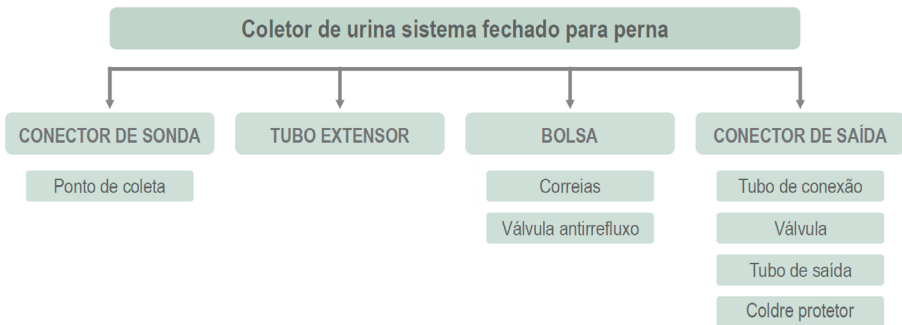 Coletor de urina sistema fechado para perna
CONECTOR DE SONDA
TUBO EXTENSOR
BOLSA
CONECTOR DE SAÍDA
Ponto de coleta
Correias
Tubo de conexão
Válvula antirrefluxo
Válvula
Tubo de saída
Coldre protetor